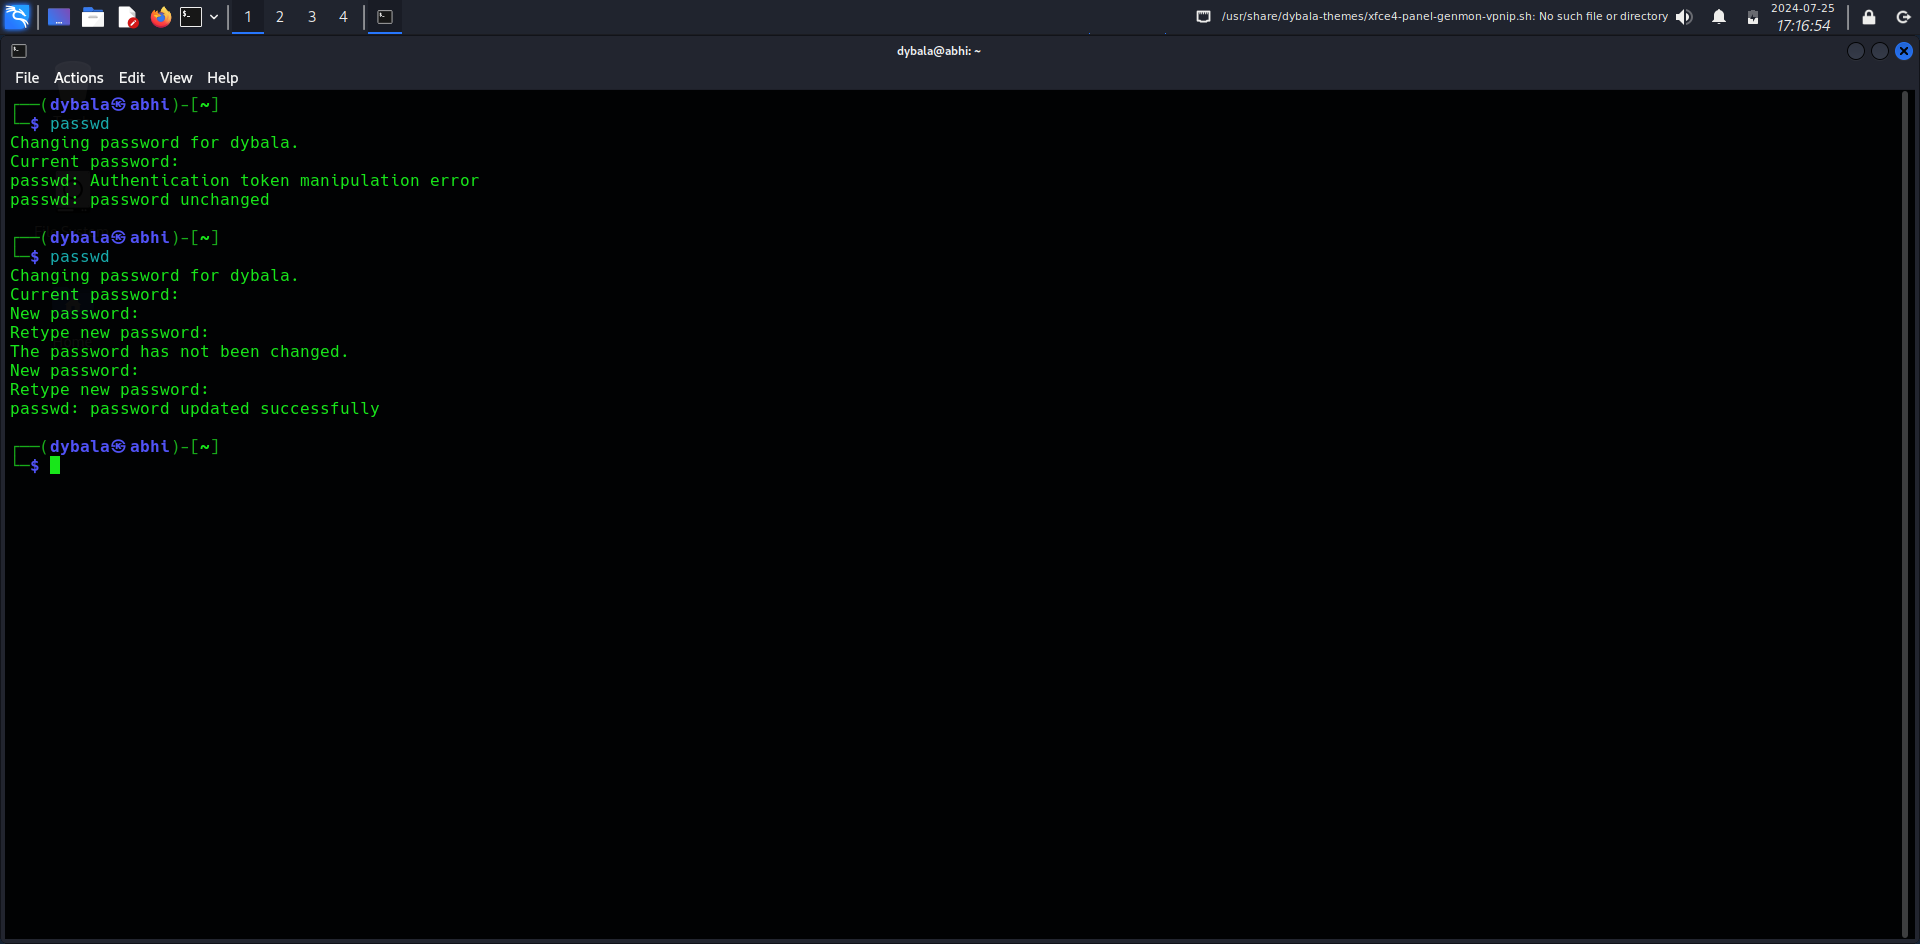 1 2 3 4 /usr/share/dybala-themes/xfce4-panel-genmon-vpnip.sh: No such file or directory 2024-07-25
17:16:54
dybala@abhi: ~
File Actions Edit View Help
┌──(dybala㉿abhi)-[~]
└─$ passwd
Changing password for dybala.
Current password:
passwd: Authentication token manipulation error
passwd: password unchanged
┌──(dybala㉿abhi)-[~]
└─$ passwd
Changing password for dybala.
Current password:
New password:
Retype new password:
The password has not been changed.
New password:
Retype new password:
passwd: password updated successfully
┌──(dybala㉿abhi)-[~]
└─$